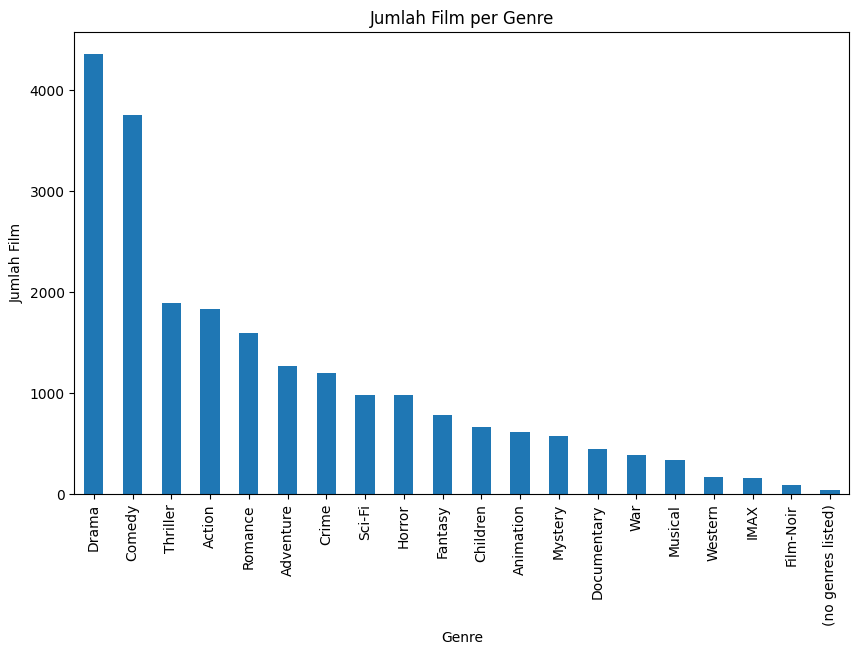 Jumlah Film per Genre
Jumlah Film
4000
3000
2000
1000
0
Drama
Comedy
Thriller
Action
Romance
Adventure
Crime
Sci-Fi
Horror
Fantasy
Children
Animation
Mystery
Documentary
War
Musical
Western
IMAX
Film-Noir
(no genres listed)
Genre